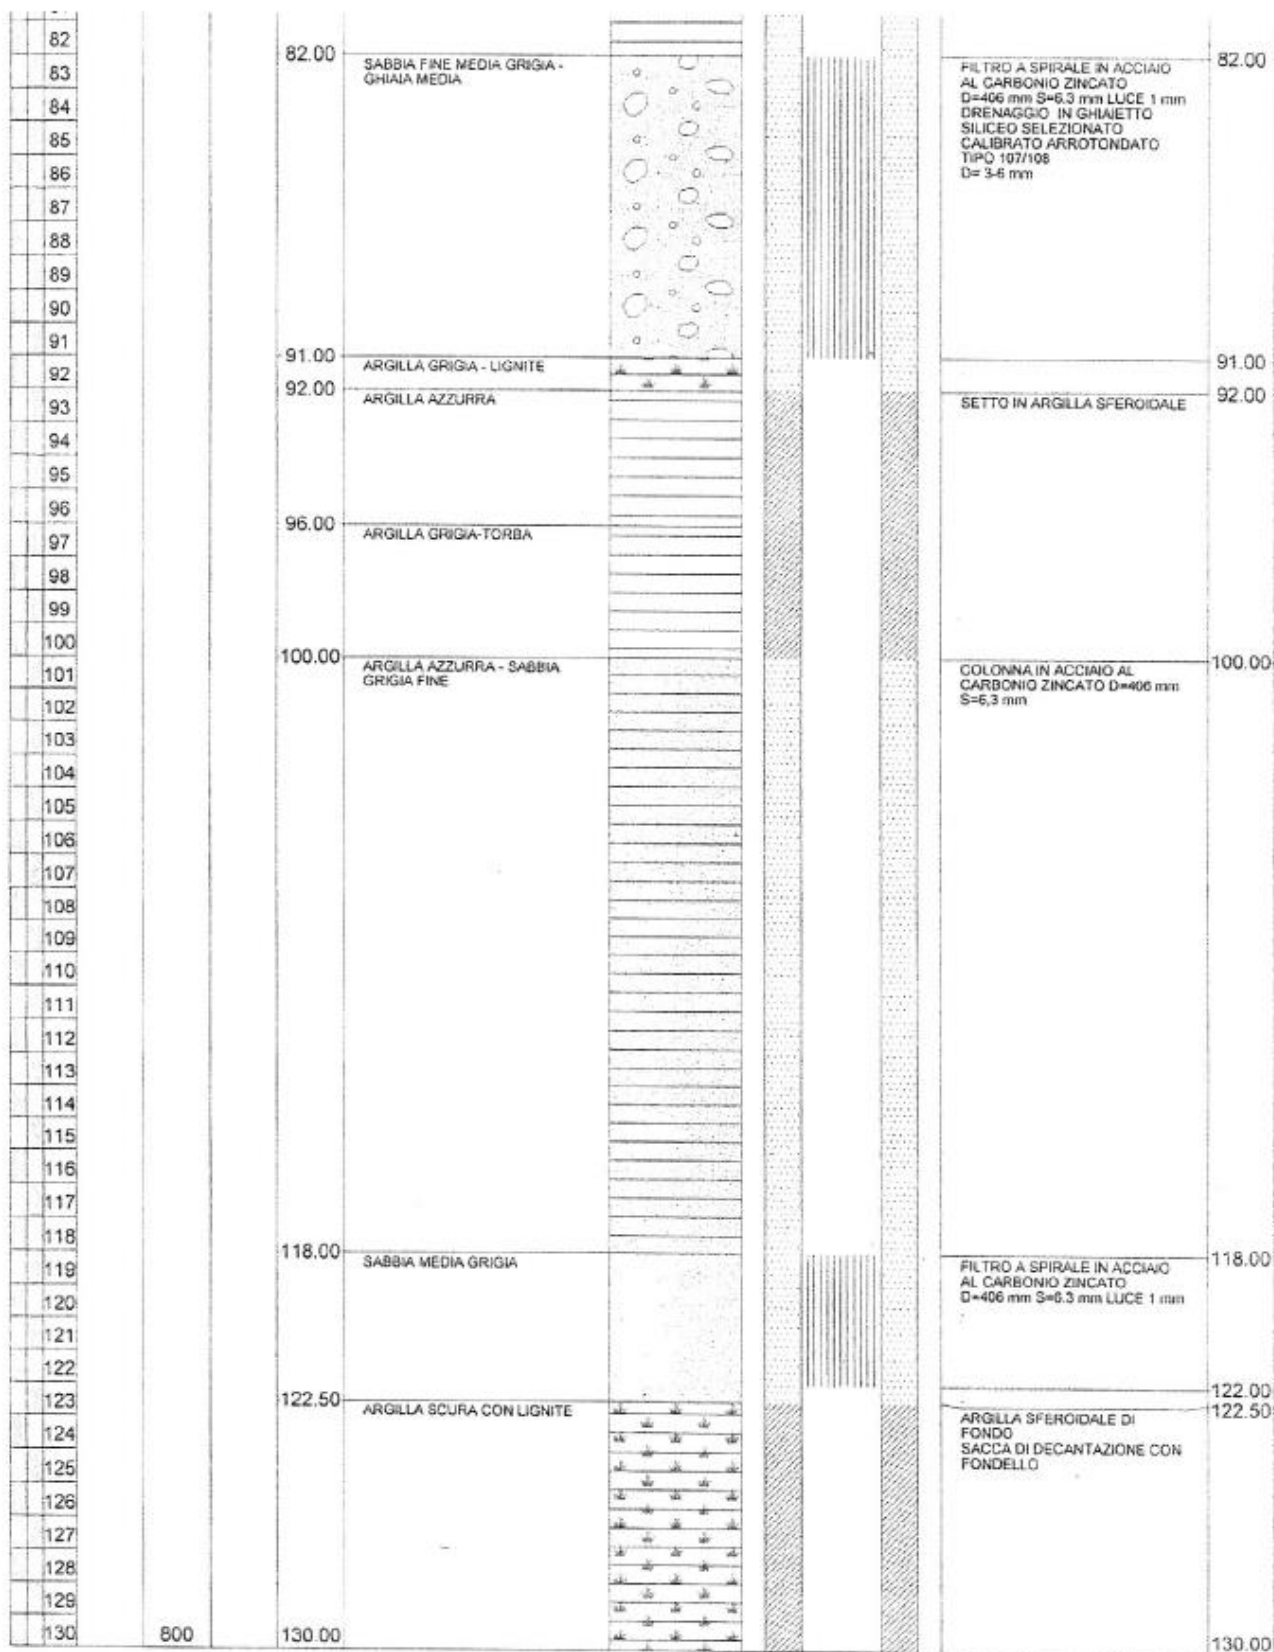 82
82.00
SABBIA FINE MEDIA GRIGIA -
GHIAIA MEDIA
FILTRO A SPIRALE IN ACCIAIO
AL CARBONIO ZINCATO
D=406 mm S=6.3 mm LUCE 1 mm
DRENAGGIO IN GHIAIETTO
SILICEO SELEZIONATO
CALIBRATO ARROTONDATO
TIPO 107/108
D= 3-6 mm
82.00
83
84
85
86
87
88
89
90
91
91.00
ARGILLA GRIGIA - LIGNITE
91.00
92
92.00
ARGILLA AZZURRA
SETTO IN ARGILLA SFEROIDALE
92.00
93
94
95
96
96.00
ARGILLA GRIGIA-TORBA
97
98
99
100
100.00
ARGILLA AZZURRA - SABBIA
GRIGIA FINE
COLONNA IN ACCIAIO AL
CARBONIO ZINCATO D=406 mm
S=6,3 mm
100.00
101
102
103
104
105
106
107
108
109
110
111
112
113
114
115
116
117
118
118.00
SABBIA MEDIA GRIGIA
FILTRO A SPIRALE IN ACCIAIO
AL CARBONIO ZINCATO
D=406 mm S=6.3 mm LUCE 1 mm
118.00
119
120
121
122
122.00
123
122.50
ARGILLA SCURA CON LIGNITE
ARGILLA SFEROIDALE DI
FONDO
SACCA DI DECANTAZIONE CON
FONDELLO
122.50
124
125
126
127
128
129
130
800
130.00
130.00